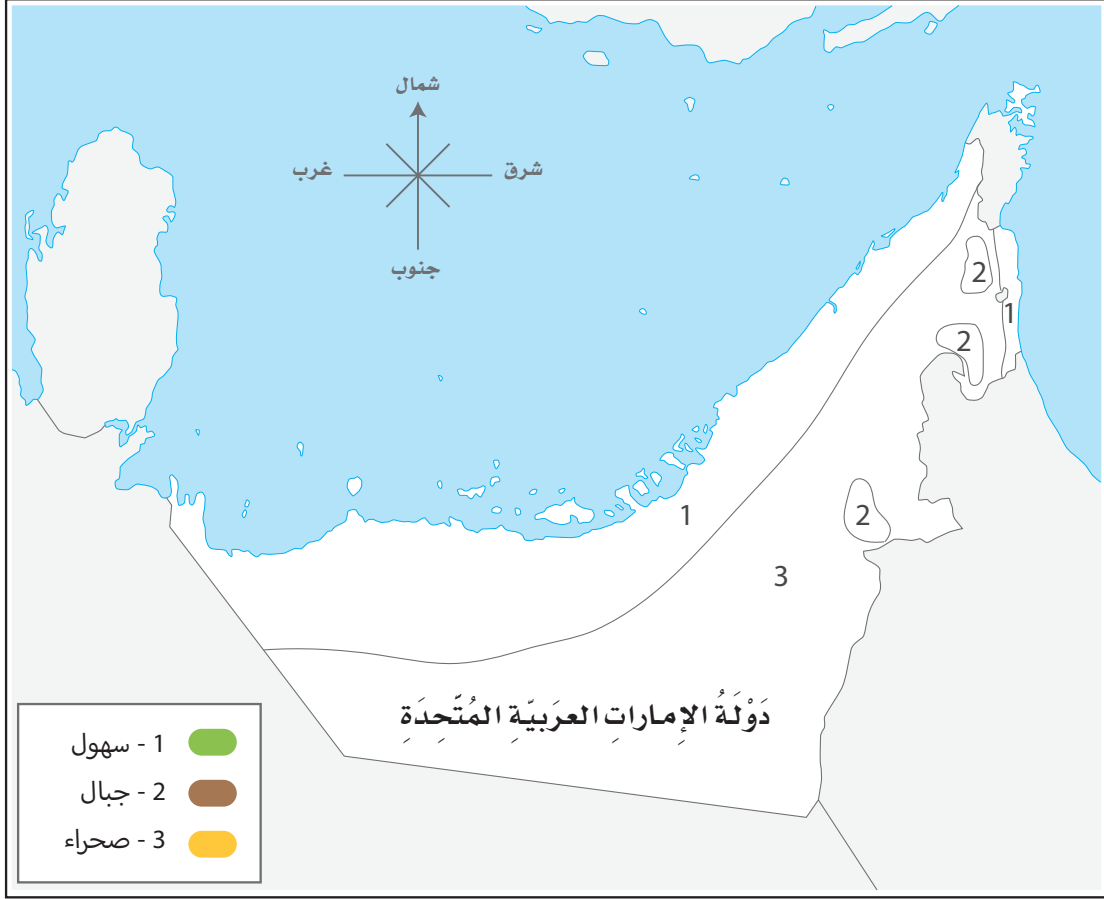 شمال
شرق
غرب
جنوب
2
1
2
1
2
3
دَوْلَةُ الإِماراتِ العرَبيّةِ المُتّحِدَةِ
1 - سهول
2 - جبال
3 - صحراء